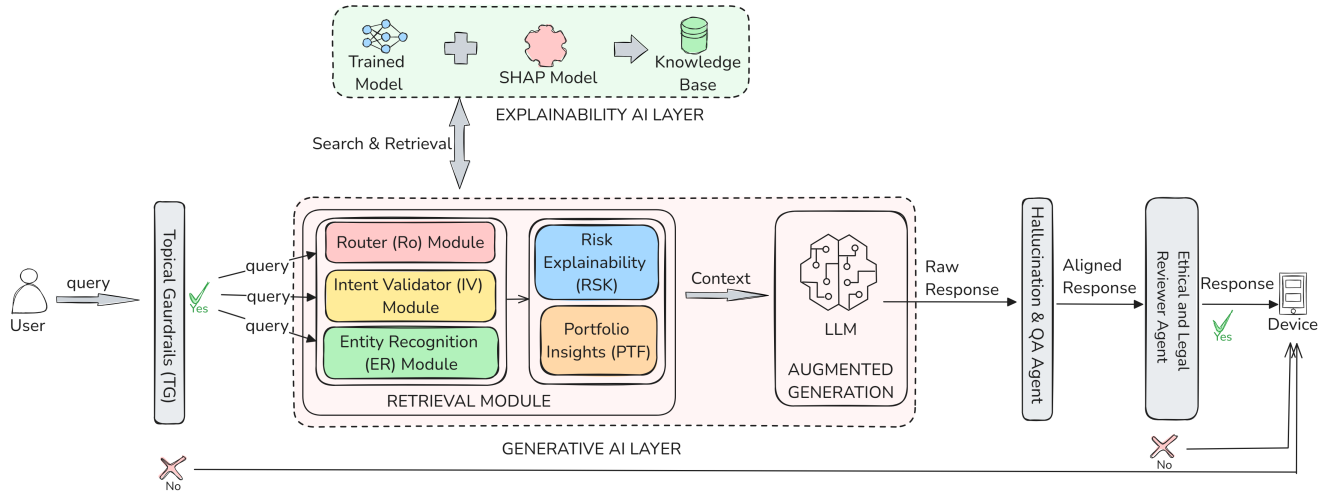 Trained
Model
SHAP Model
Knowledge
Base
EXPLAINABILITY AI LAYER
Search & Retrieval
User
query
Topical Gaurdrails (TG)
Yes
No
query
query
query
Router (Ro) Module
Intent Validator (IV)
Module
Entity Recognition
(ER) Module
Risk
Explainability
(RSK)
Portfolio
Insights (PTF)
RETRIEVAL MODULE
Context
LLM
AUGMENTED
GENERATION
GENERATIVE AI LAYER
Raw
Response
Hallucination & QA Agent
Aligned
Response
Ethical and Legal
Reviewer Agent
Response
Yes
No
Device